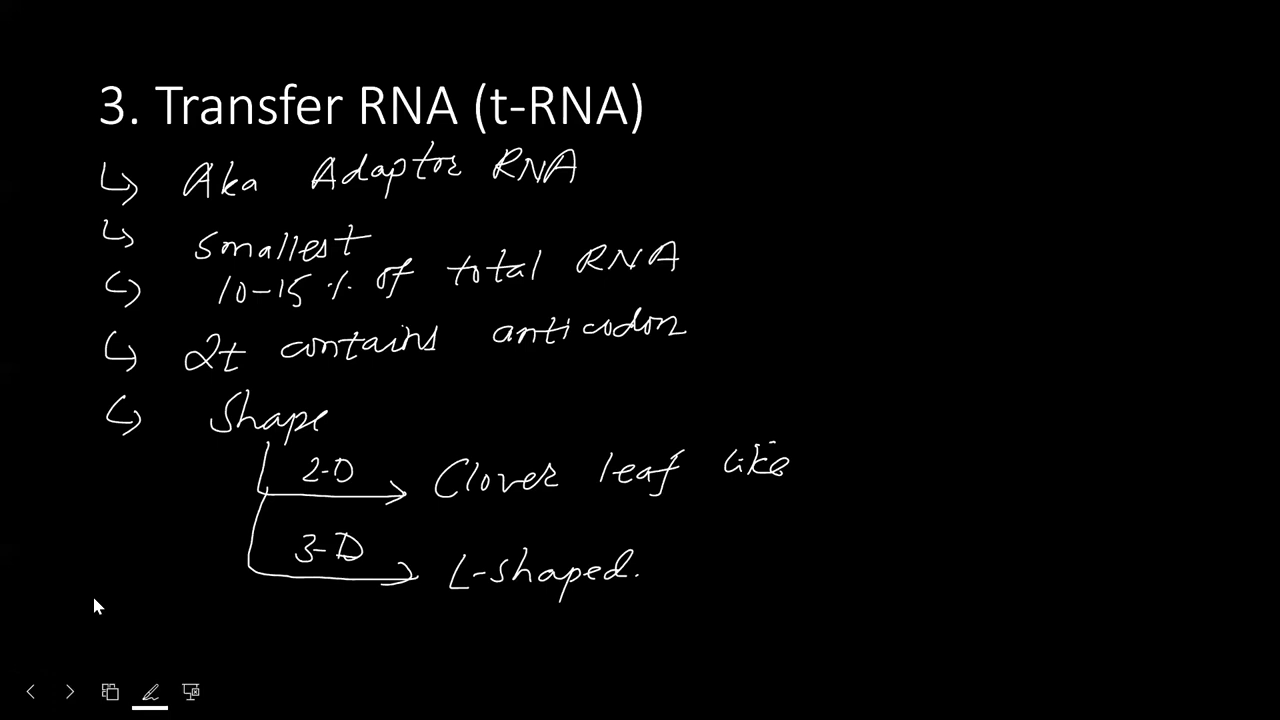 3. Transfer RNA (t-RNA)
↳ Aka Adaptor RNA
↳ smallest
↳ 10-15 % of total RNA
↳ It contains anticodon
↳ Shape
2-D → Clover leaf like
3-D → L-shaped.